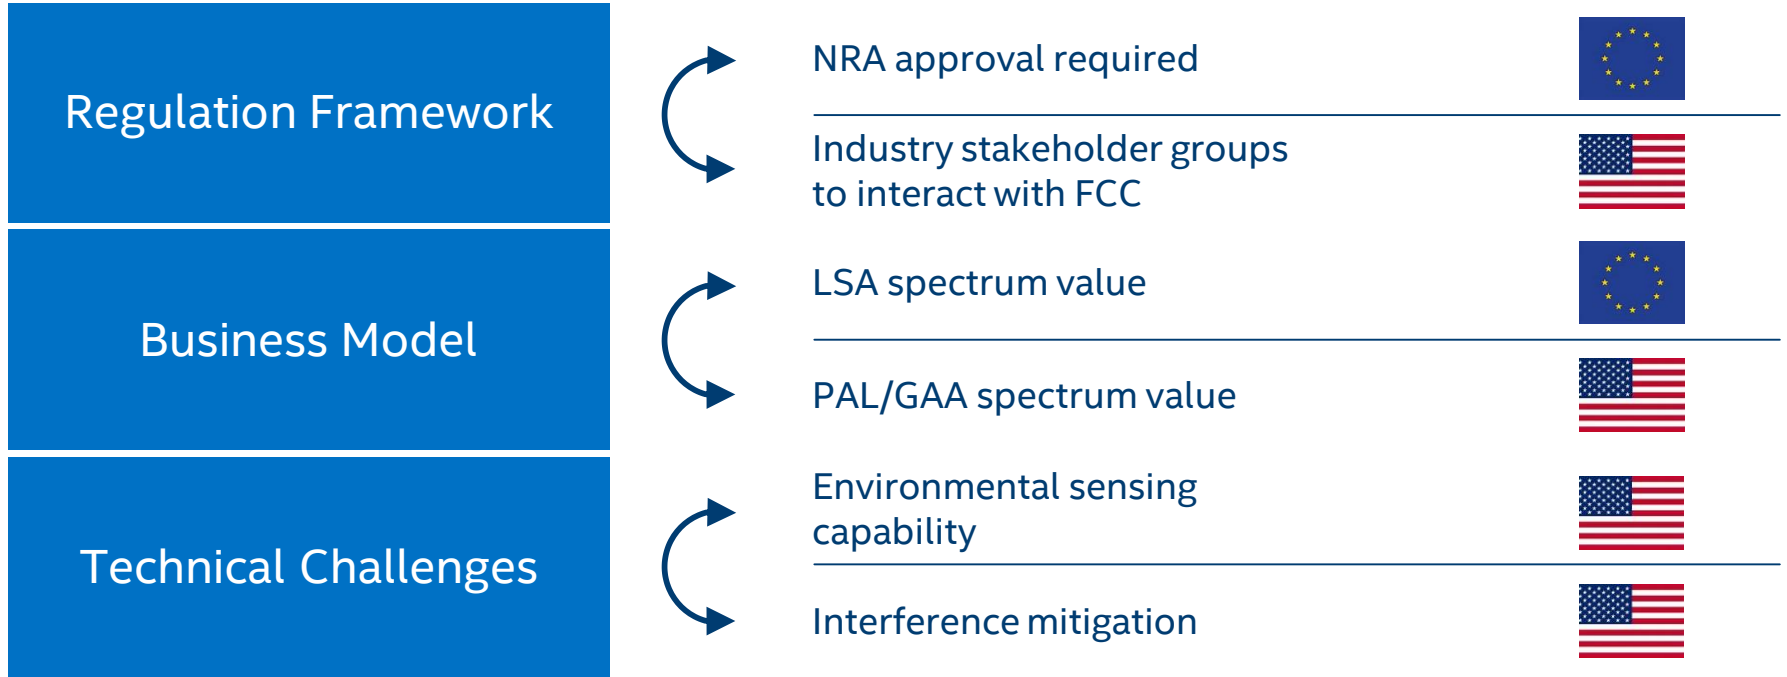 Regulation Framework
NRA approval required
Industry stakeholder groups
to interact with FCC
Business Model
LSA spectrum value
PAL/GAA spectrum value
Technical Challenges
Environmental sensing
capability
Interference mitigation